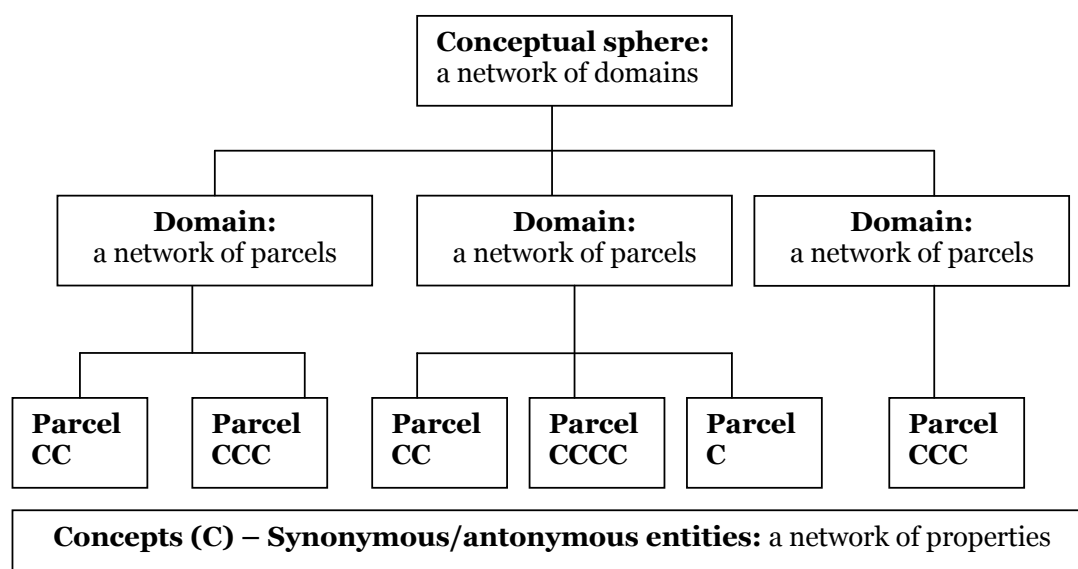 Conceptual sphere:
a network of domains
Domain:
a network of parcels
Domain:
a network of parcels
Domain:
a network of parcels
Parcel
CC
Parcel
CCC
Parcel
CC
Parcel
CCCC
Parcel
C
Parcel
CCC
Concepts (C) – Synonymous/antonymous entities: a network of properties